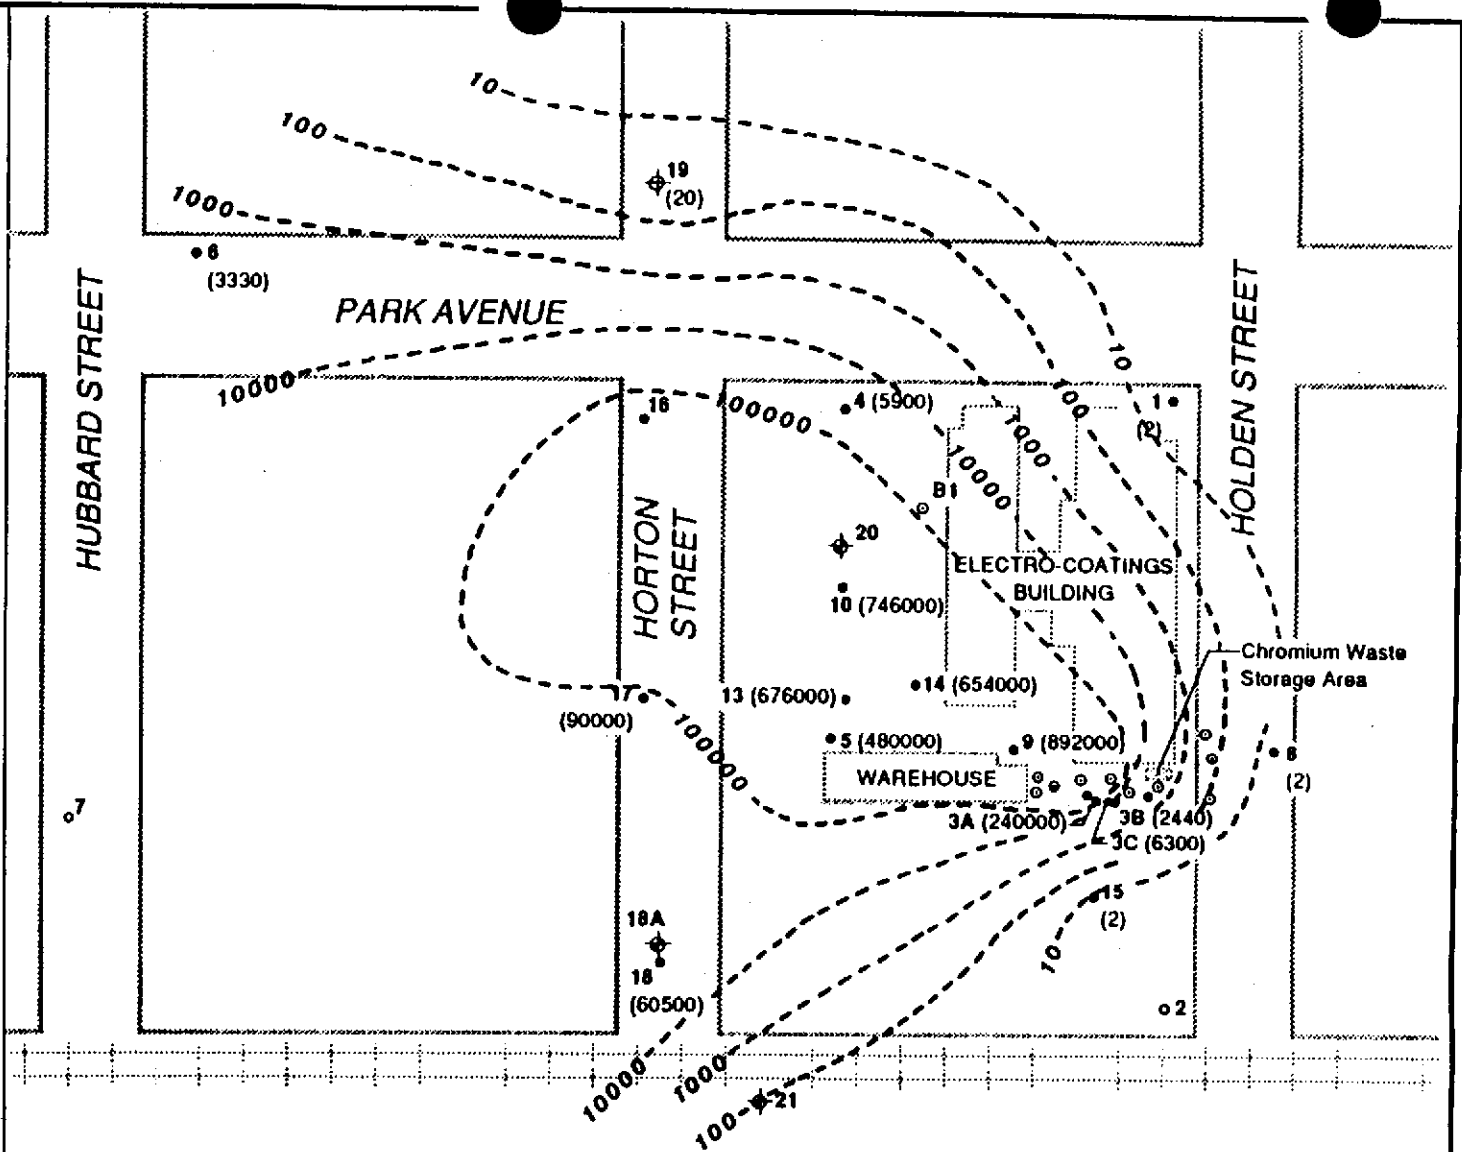 10
100
19
(20)
1000
6
(3330)
PARK AVENUE
HUBBARD STREET
HOLDEN STREET
10
10000
16
100000
4 (5900)
100
1
(2)
1000
10000
B1
HORTON
STREET
20
ELECTRO-COATINGS
BUILDING
10 (746000)
Chromium Waste
Storage Area
17
(90000)
13 (676000)
14 (654000)
100000
5 (480000)
9 (892000)
8
(2)
WAREHOUSE
7
3A (240000)
3B (2440)
3C (6300)
15
(2)
18A
18
(60500)
10
2
10000
1000
100
21